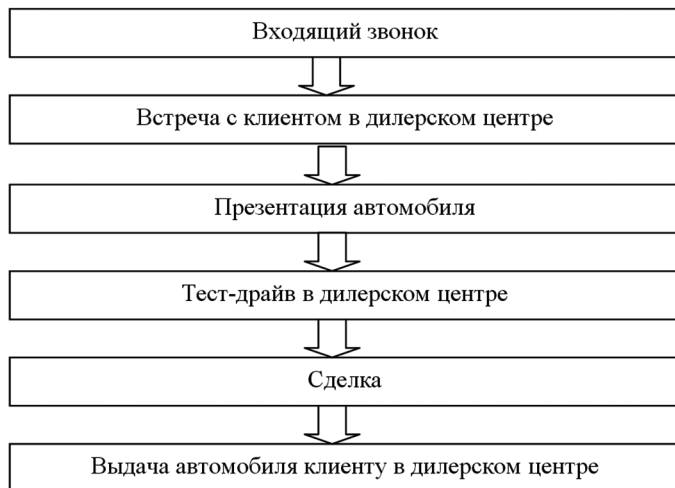 Входящий звонок
Встреча с клиентом в дилерском центре
Презентация автомобиля
Тест-драйв в дилерском центре
Сделка
Выдача автомобиля клиенту в дилерском центре